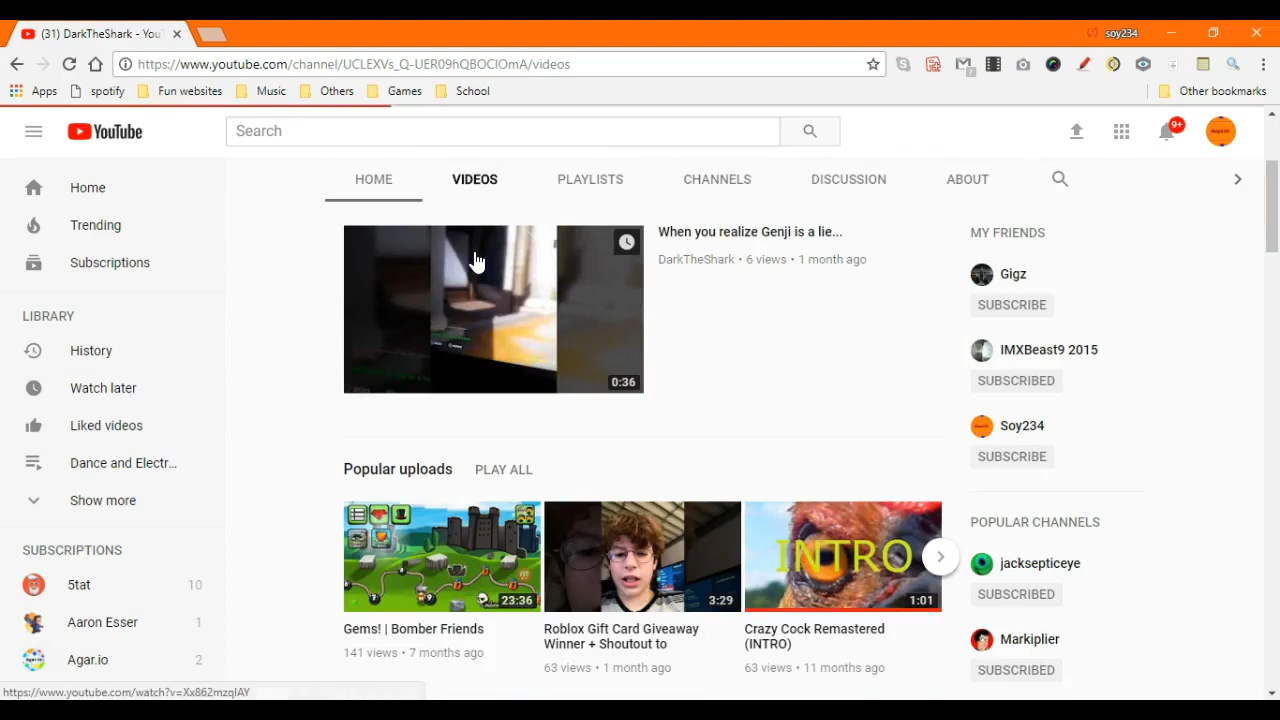 (31) DarkTheShark - You
soy234
https://www.youtube.com/channel/UCLEXVs_Q-UER09hQBOCIOmA/videos
Apps
spotify
Fun websites
Music
Others
Games
School
Other bookmarks
YouTube
Search
9+
Home
Trending
Subscriptions
LIBRARY
History
Watch later
Liked videos
Dance and Electr...
Show more
SUBSCRIPTIONS
5tat 10
Aaron Esser 1
Agar.io 2
HOME
VIDEOS
PLAYLISTS
CHANNELS
DISCUSSION
ABOUT
0:36
When you realize Genji is a lie...
DarkTheShark • 6 views • 1 month ago
Popular uploads PLAY ALL
23:36
Gems! | Bomber Friends
141 views • 7 months ago
3:29
Roblox Gift Card Giveaway
Winner + Shoutout to
63 views • 1 month ago
INTRO
1:01
Crazy Cock Remastered
(INTRO)
63 views • 11 months ago
MY FRIENDS
Gigz
SUBSCRIBE
IMXBeast9 2015
SUBSCRIBED
Soy234
SUBSCRIBE
POPULAR CHANNELS
jacksepticeye
SUBSCRIBED
Markiplier
SUBSCRIBED
https://www.youtube.com/watch?v=Xx862mzqIAY